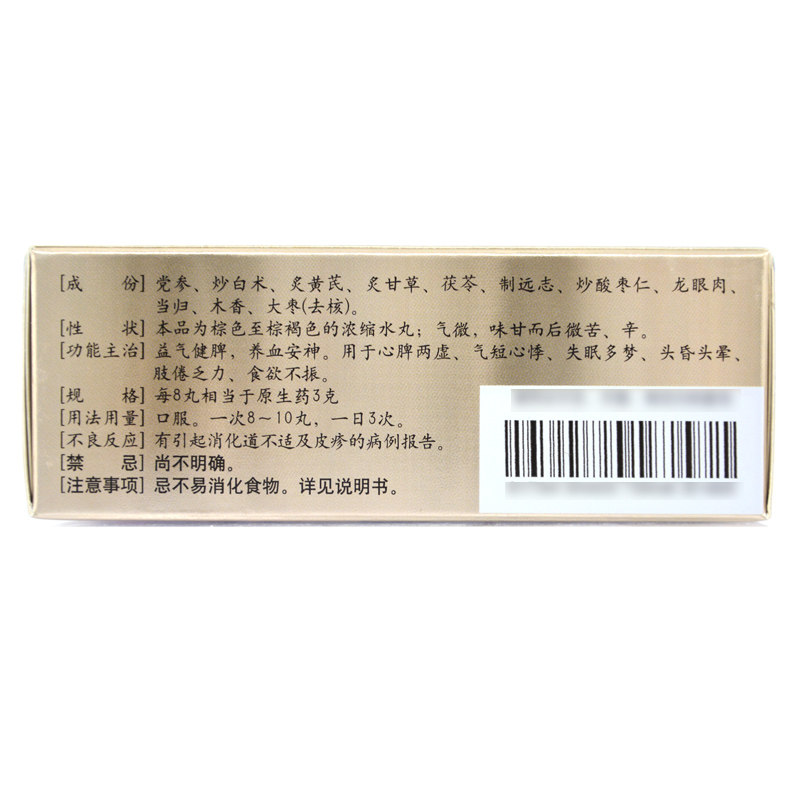 [成 份] 党参、炒白术、炙黄芪、炙甘草、茯苓、制远志、炒酸枣仁、龙眼肉、
当归、木香、大枣(去核)。
[性 状] 本品为棕色至棕褐色的浓缩水丸；气微，味甘而后微苦、辛。
[功能主治] 益气健脾，养血安神。用于心脾两虚、气短心悸、失眠多梦、头昏头晕、
肢倦乏力、食欲不振。
[规 格] 每8丸相当于原生药3克
[用法用量] 口服。一次8～10丸，一日3次。
[不良反应] 有引起消化道不适及皮疹的病例报告。
[禁 忌] 尚不明确。
[注意事项] 忌不易消化食物。详见说明书。